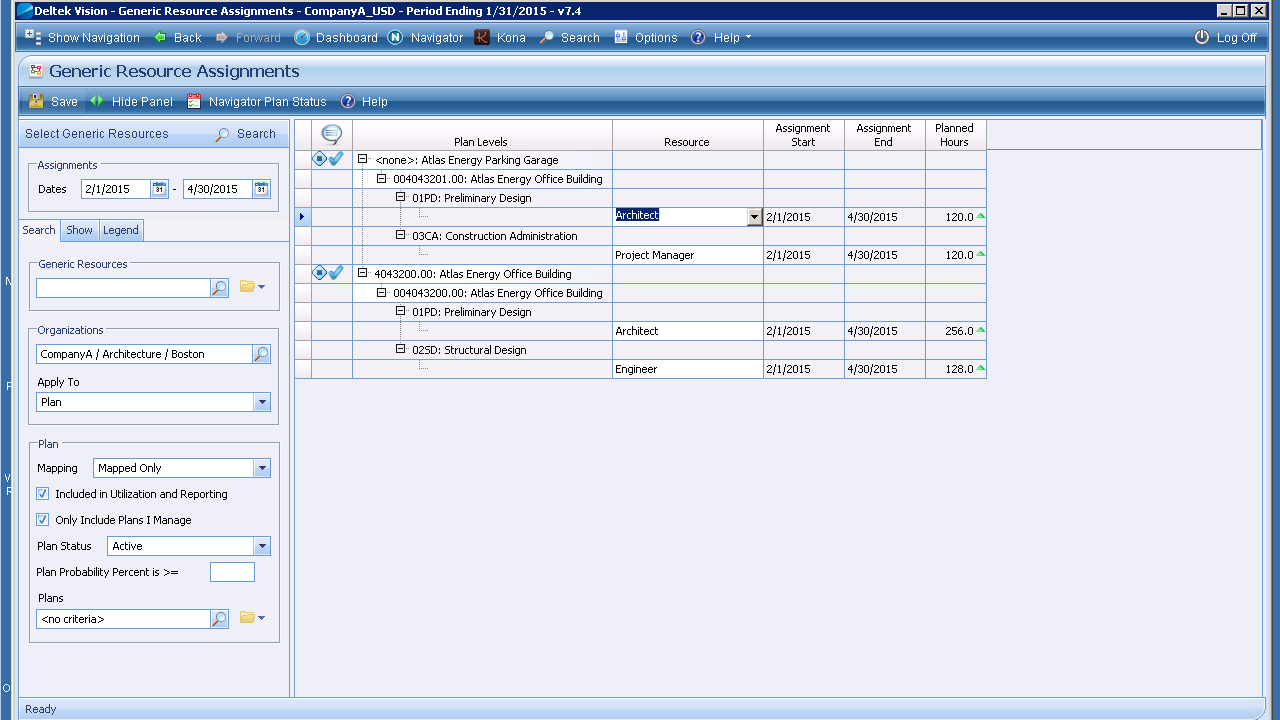 Deltek Vision - Generic Resource Assignments - CompanyA_USD - Period Ending 1/31/2015 - v7.4
Show Navigation Back Forward Dashboard Navigator Kona Search Options Help Log Off
Generic Resource Assignments
Save Hide Panel Navigator Plan Status Help
Select Generic Resources Search
Assignments
Dates 2/1/2015 - 4/30/2015
Search Show Legend
Generic Resources
Organizations
CompanyA / Architecture / Boston
Apply To
Plan
Plan
Mapping Mapped Only
Included in Utilization and Reporting
Only Include Plans I Manage
Plan Status Active
Plan Probability Percent is >=
Plans
<no criteria>
Plan Levels Resource Assignment Start Assignment End Planned Hours
<none>: Atlas Energy Parking Garage
004043201.00: Atlas Energy Office Building
01PD: Preliminary Design
Architect 2/1/2015 4/30/2015 120.0
03CA: Construction Administration
Project Manager 2/1/2015 4/30/2015 120.0
4043200.00: Atlas Energy Office Building
004043200.00: Atlas Energy Office Building
01PD: Preliminary Design
Architect 2/1/2015 4/30/2015 256.0
02SD: Structural Design
Engineer 2/1/2015 4/30/2015 128.0
Ready